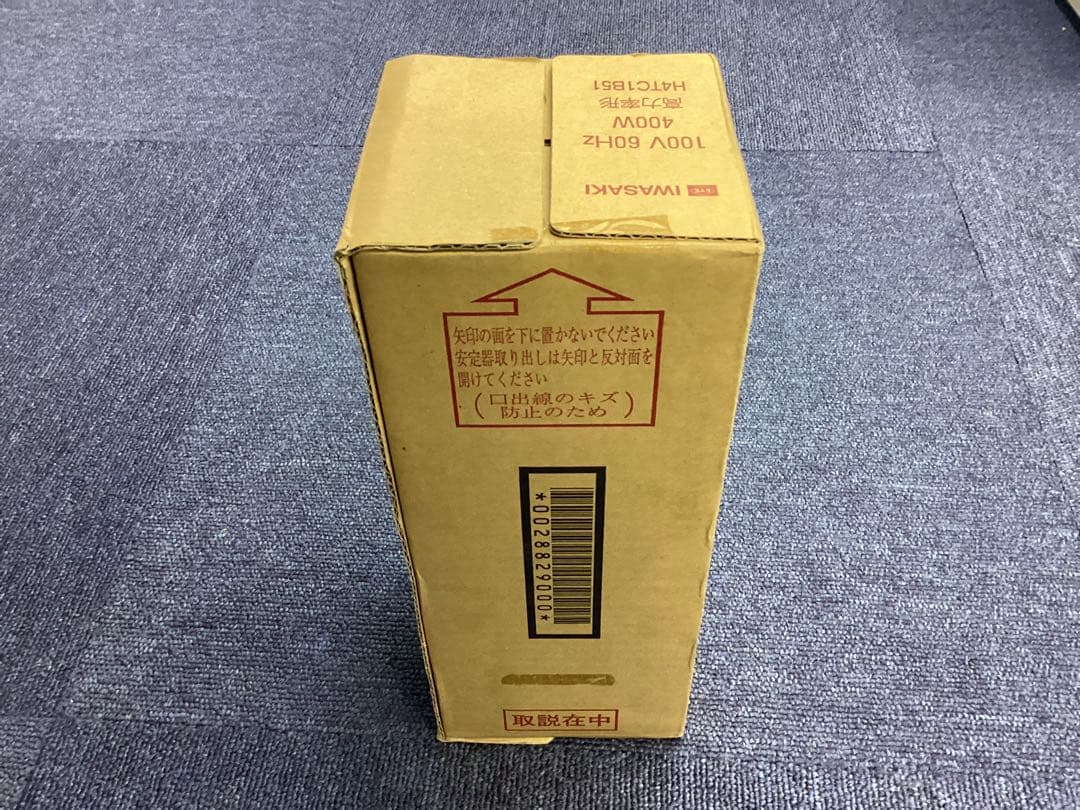 EYE IWASAKI
100V 60Hz
400W
高力率形
H4TC1B51
矢印の面を下に置かないでください
安定器取り出しは矢印と反対面を
開けてください
(口出線のキズ
防止のため)
*0028829000*
取説在中